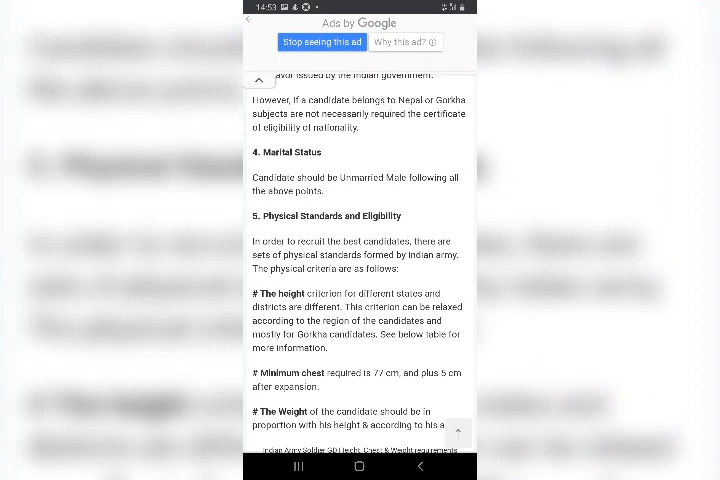 14:53
Ads by Google
Stop seeing this ad
Why this ad?
avor issued by the Indian government.
However, if a candidate belongs to Nepal or Gorkha
subjects are not necessarily required the certificate
of eligibility of nationality.
4. Marital Status
Candidate should be Unmarried Male following all
the above points.
5. Physical Standards and Eligibility
In order to recruit the best candidates, there are
sets of physical standards formed by Indian army.
The physical criteria are as follows:
# The height criterion for different states and
districts are different. This criterion can be relaxed
according to the region of the candidates and
mostly for Gorkha candidates. See below table for
more information.
# Minimum chest required is 77 cm, and plus 5 cm
after expansion.
# The Weight of the candidate should be in
proportion with his height & according to his a
Indian Army Soldier GD Height, Chest & Weight requirements